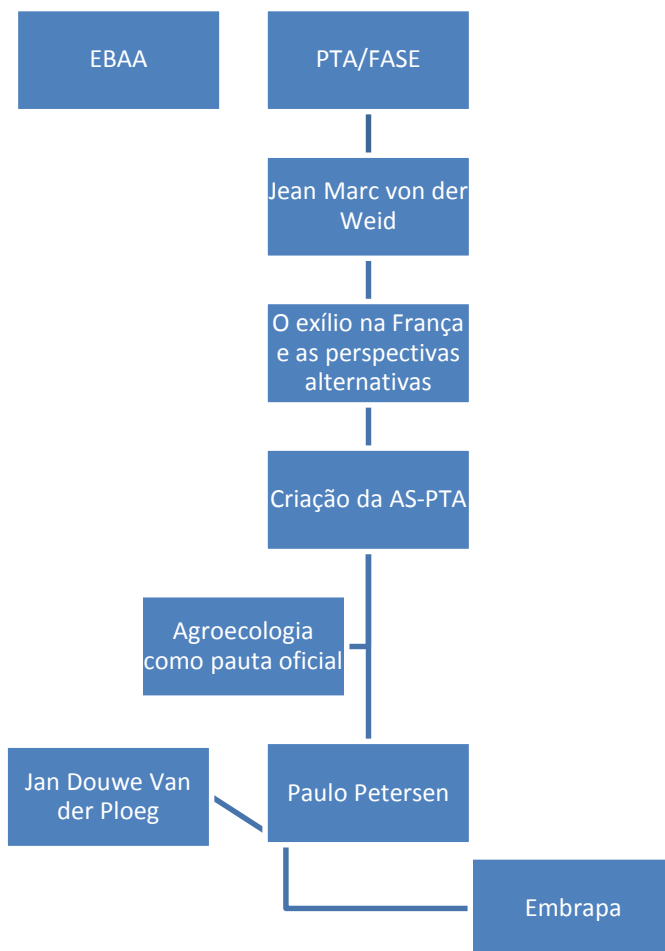 EBAA
PTA/FASE
Jean Marc von der
Weid
O exílio na França
e as perspectivas
alternativas
Criação da AS-PTA
Agroecologia
como pauta oficial
Jan Douwe Van
der Ploeg
Paulo Petersen
Embrapa